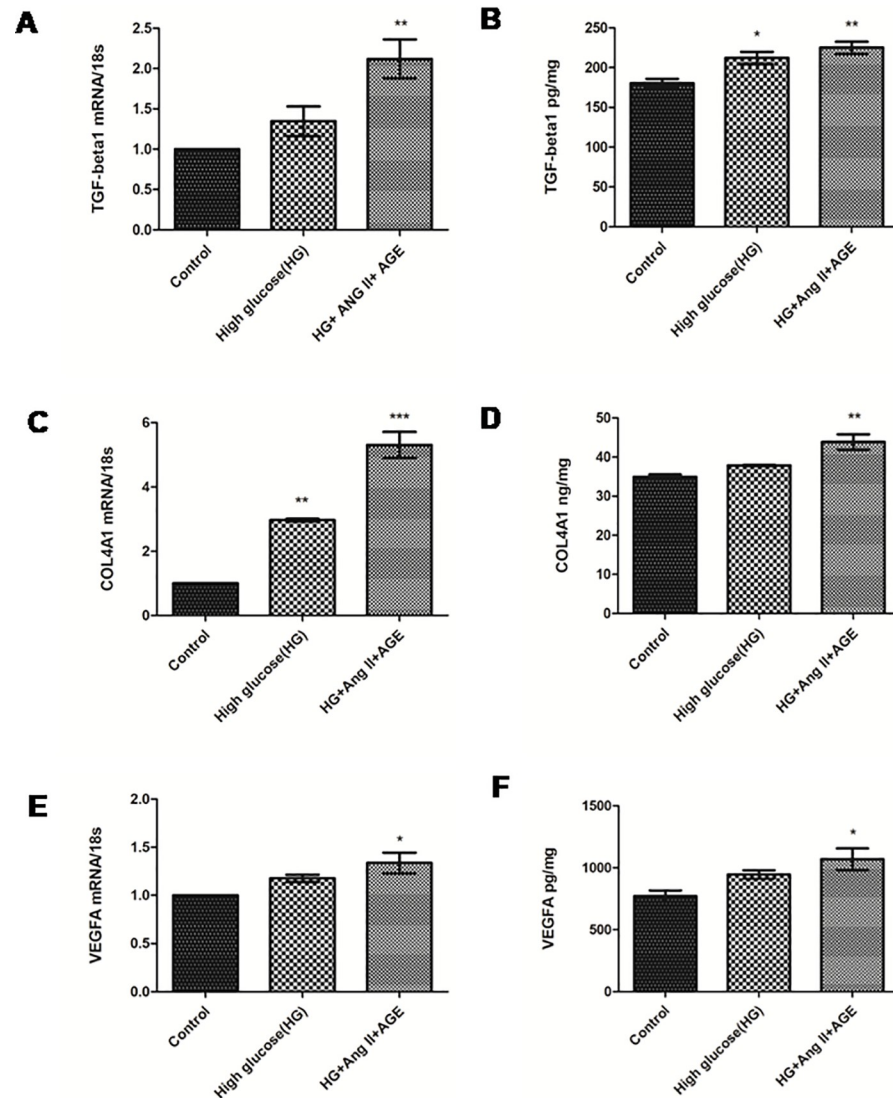 A
TGF-beta1 mRNA/18s
2.5
2.0
1.5
1.0
0.5
0.0
**
Control
High glucose(HG)
HG+ ANG II+ AGE
B
TGF-beta1 pg/mg
250
200
150
100
50
0
*
**
Control
High glucose(HG)
HG+Ang II+AGE
C
COL4A1 mRNA/18s
6
4
2
0
**
***
Control
High glucose(HG)
HG+Ang II+AGE
D
COL4A1 ng/mg
50
40
30
20
10
0
**
Control
High glucose(HG)
HG+Ang II+AGE
E
VEGFA mRNA/18s
2.0
1.5
1.0
0.5
0.0
*
Control
High glucose(HG)
HG+Ang II+AGE
F
VEGFA pg/mg
1500
1000
500
0
*
Control
High glucose(HG)
HG+Ang II+AGE